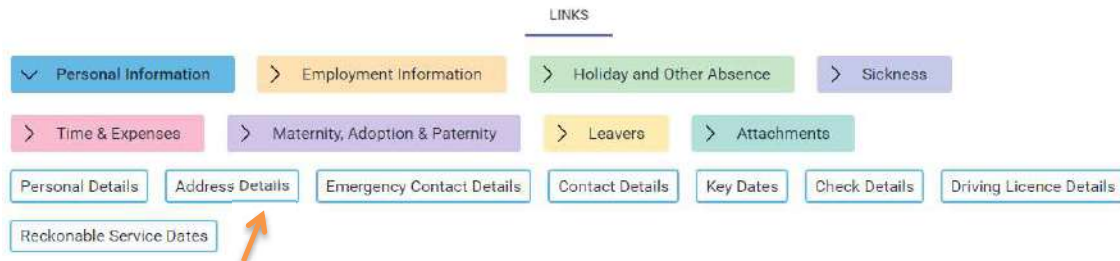 LINKS
Personal Information Employment Information Holiday and Other Absence Sickness
Time & Expenses Maternity, Adoption & Paternity Leavers Attachments
Personal Details Address Details Emergency Contact Details Contact Details Key Dates Check Details Driving Licence Details
Reckonable Service Dates